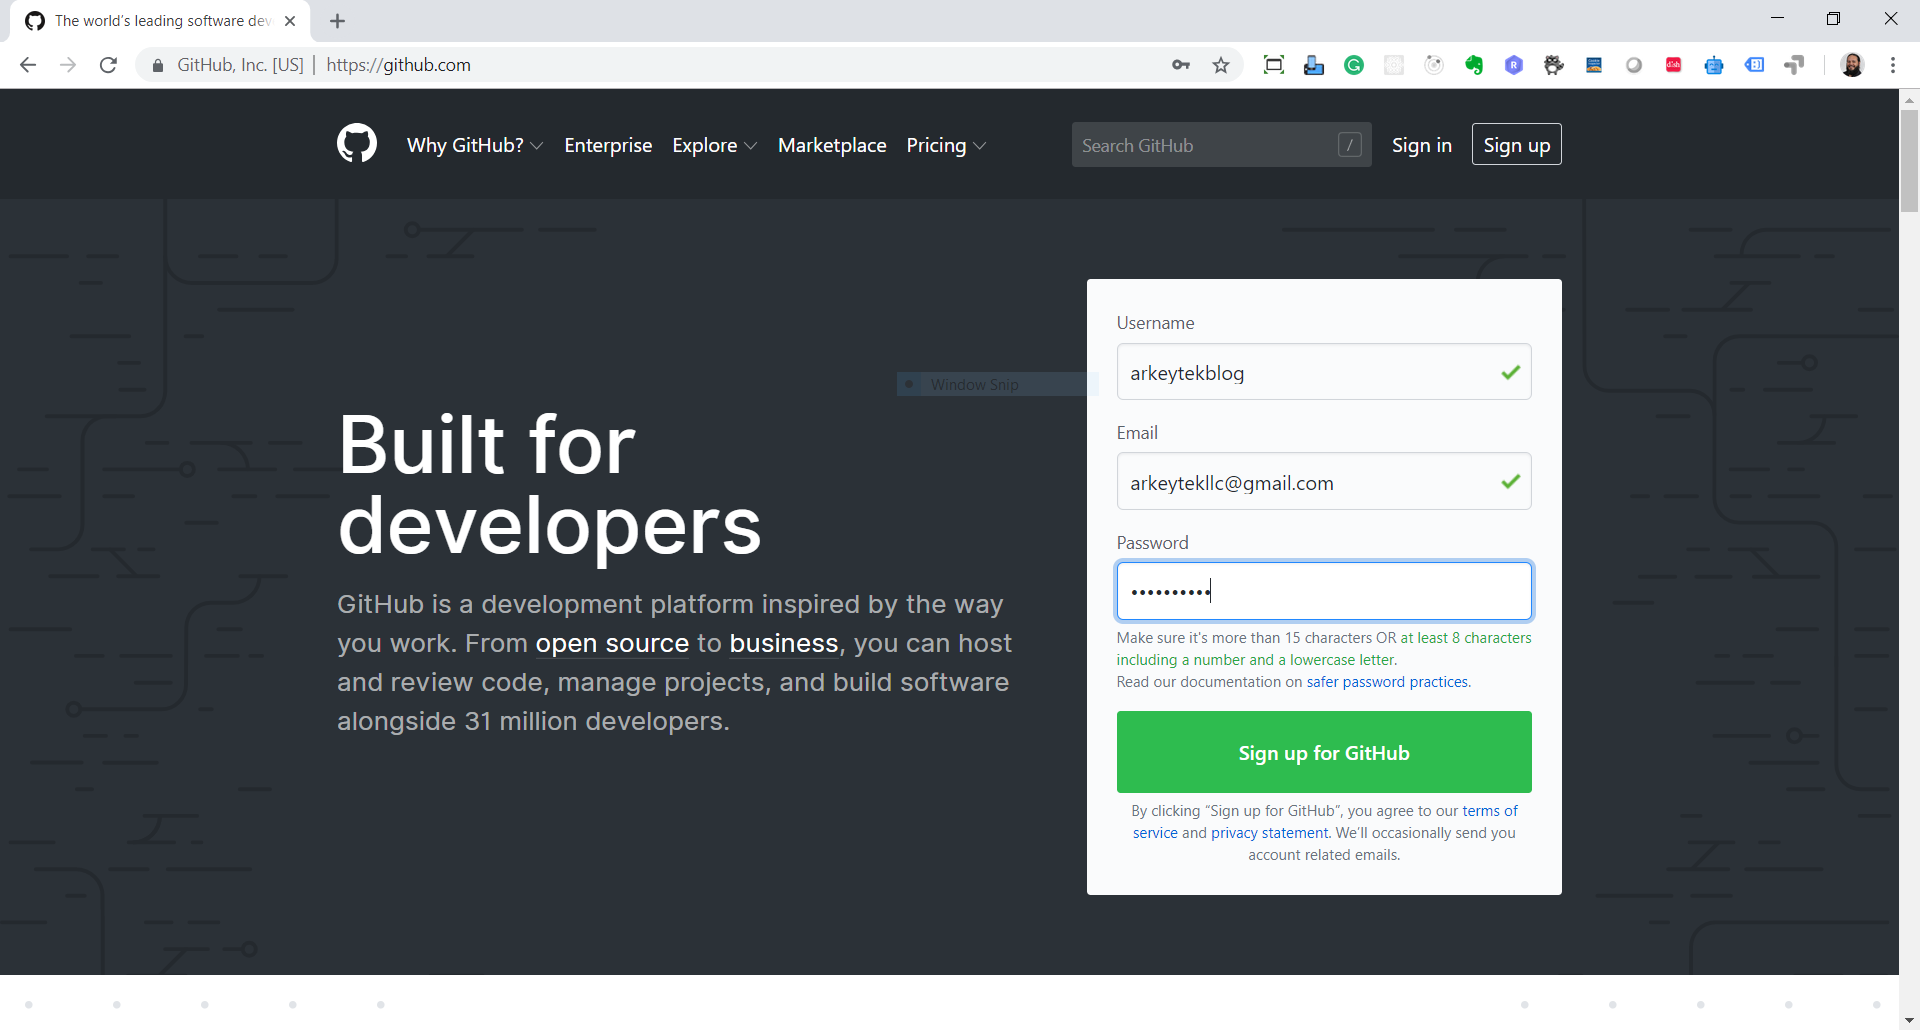 The world's leading software dev
GitHub, Inc. [US] | https://github.com
Why GitHub? Enterprise Explore Marketplace Pricing Search GitHub / Sign in Sign up
Username
arkeytekblog
Window Snip
Email
arkeytekllc@gmail.com
Password
••••••••••
Make sure it's more than 15 characters OR at least 8 characters
including a number and a lowercase letter.
Read our documentation on safer password practices.
Sign up for GitHub
By clicking “Sign up for GitHub”, you agree to our terms of
service and privacy statement. We’ll occasionally send you
account related emails.
Built for
developers
GitHub is a development platform inspired by the way
you work. From open source to business, you can host
and review code, manage projects, and build software
alongside 31 million developers.